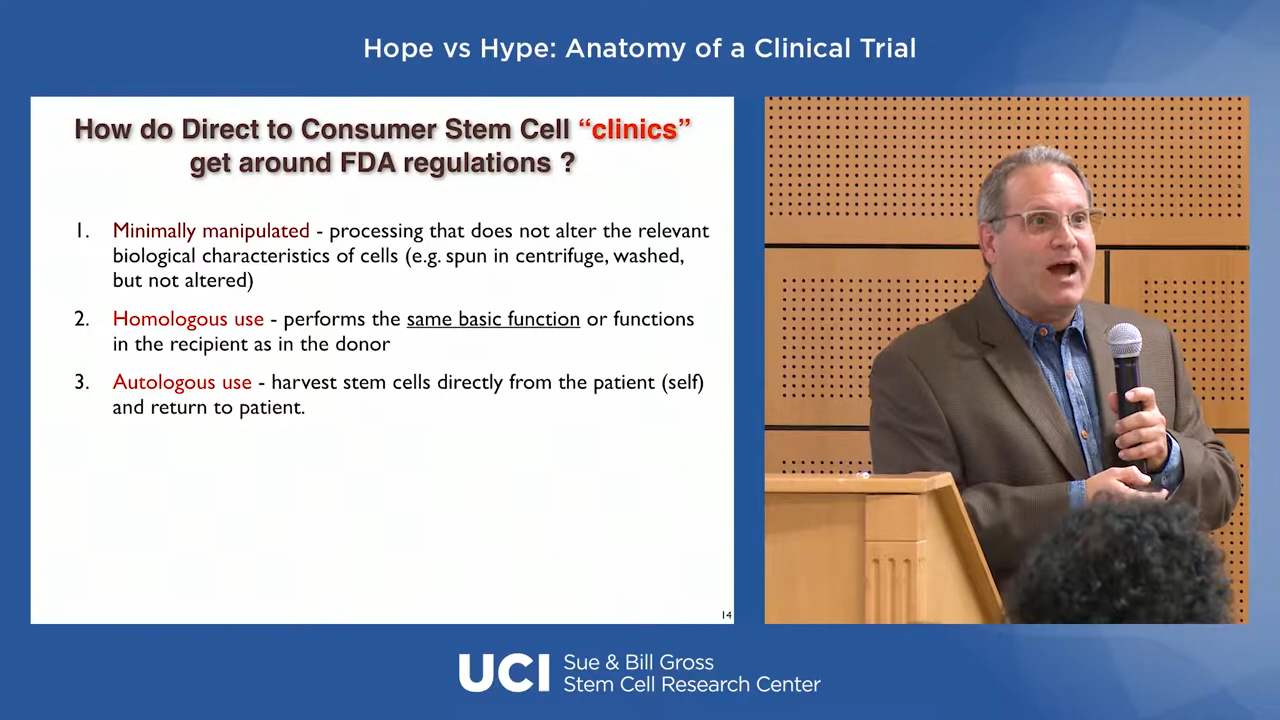 Hope vs Hype: Anatomy of a Clinical Trial
How do Direct to Consumer Stem Cell “clinics”
get around FDA regulations ?
1. Minimally manipulated - processing that does not alter the relevant
biological characteristics of cells (e.g. spun in centrifuge, washed,
but not altered)
2. Homologous use - performs the same basic function or functions
in the recipient as in the donor
3. Autologous use - harvest stem cells directly from the patient (self)
and return to patient.
14
UCI
Sue & Bill Gross
Stem Cell Research Center